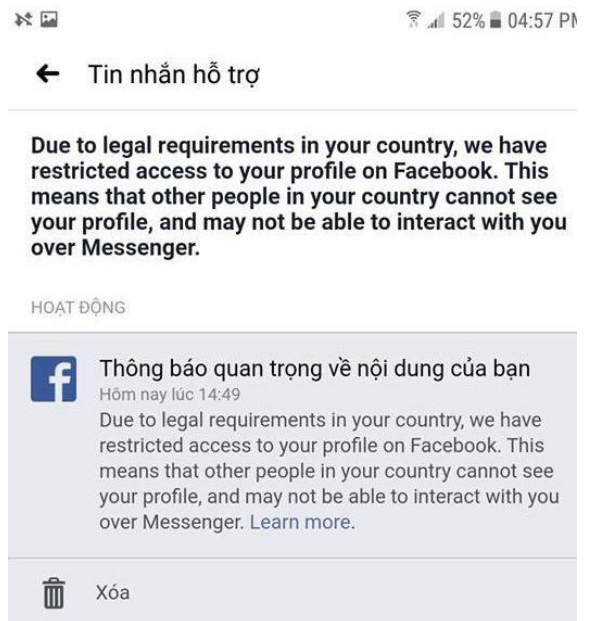 52% 04:57 PM
Tin nhắn hỗ trợ
Due to legal requirements in your country, we have
restricted access to your profile on Facebook. This
means that other people in your country cannot see
your profile, and may not be able to interact with you
over Messenger.
HOẠT ĐỘNG
Thông báo quan trọng về nội dung của bạn
Hôm nay lúc 14:49
Due to legal requirements in your country, we have
restricted access to your profile on Facebook. This
means that other people in your country cannot see
your profile, and may not be able to interact with you
over Messenger. Learn more.
Xóa